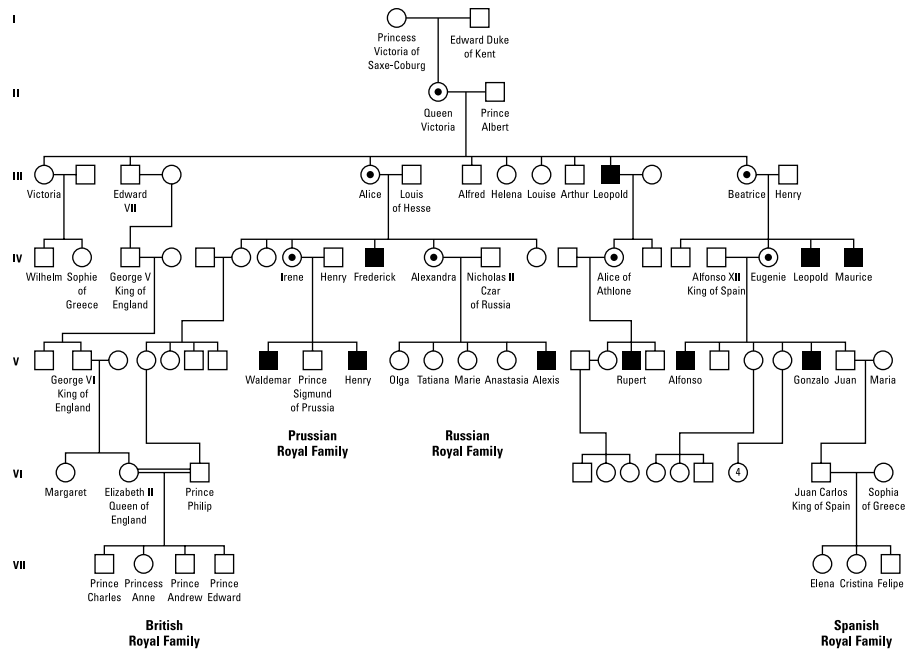 I
Princess
Victoria of
Saxe-Coburg
Edward Duke
of Kent
II
Queen
Victoria
Prince
Albert
III
Victoria
Edward
VII
Alice
Louis
of Hesse
Alfred
Helena
Louise
Arthur
Leopold
Beatrice
Henry
IV
Wilhelm
Sophie
of
Greece
George V
King of
England
Irene
Henry
Frederick
Alexandra
Nicholas II
Czar
of Russia
Alice of
Athlone
Alfonso XII
King of Spain
Eugenie
Leopold
Maurice
V
George VI
King of
England
Waldemar
Prince
Sigmund
of Prussia
Henry
Olga
Tatiana
Marie
Anastasia
Alexis
Rupert
Alfonso
Gonzalo
Juan
Maria
Prussian
Royal Family
Russian
Royal Family
VI
Margaret
Elizabeth II
Queen of
England
Prince
Philip
4
Juan Carlos
King of Spain
Sophia
of Greece
VII
Prince
Charles
Princess
Anne
Prince
Andrew
Prince
Edward
Elena
Cristina
Felipe
British
Royal Family
Spanish
Royal Family